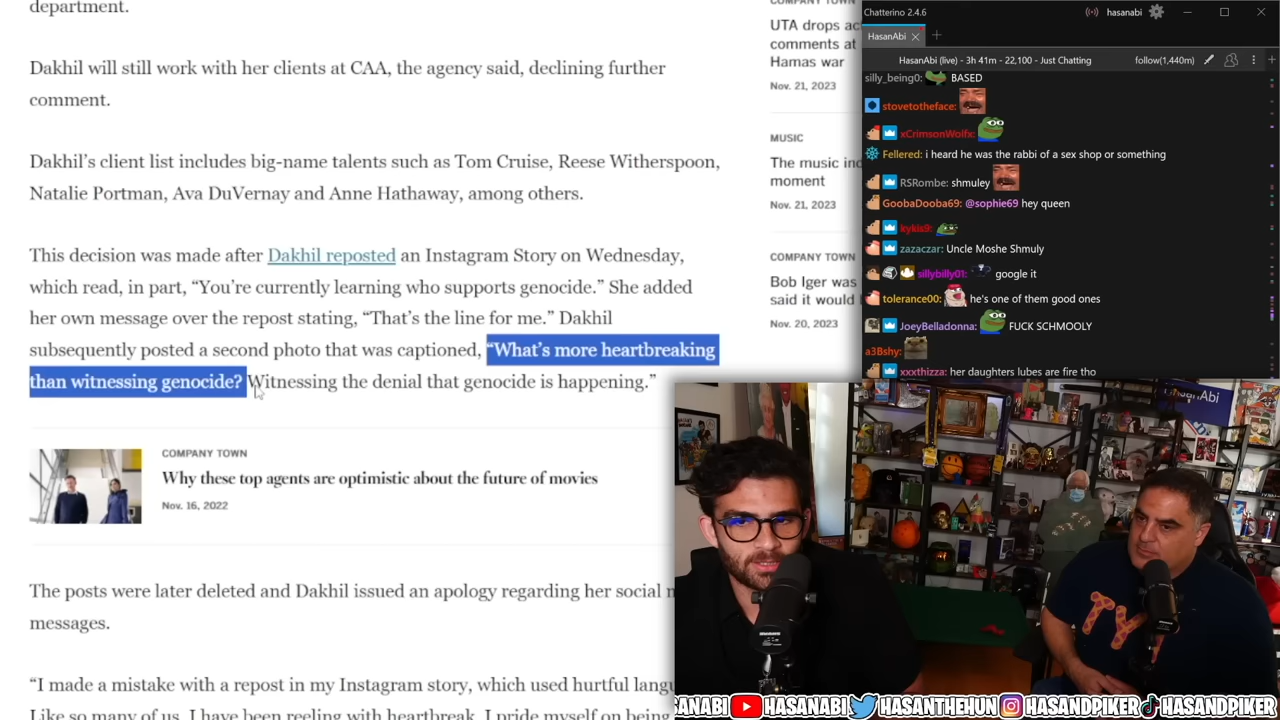 department.
Dakhil will still work with her clients at CAA, the agency said, declining further
comment.
Dakhil’s client list includes big-name talents such as Tom Cruise, Reese Witherspoon,
Natalie Portman, Ava DuVernay and Anne Hathaway, among others.
This decision was made after Dakhil reposted an Instagram Story on Wednesday,
which read, in part, “You’re currently learning who supports genocide.” She added
her own message over the repost stating, “That’s the line for me.” Dakhil
subsequently posted a second photo that was captioned, “What’s more heartbreaking
than witnessing genocide? Witnessing the denial that genocide is happening.”
COMPANY TOWN
Why these top agents are optimistic about the future of movies
Nov. 16, 2022
The posts were later deleted and Dakhil issued an apology regarding her social
messages.
“I made a mistake with a repost in my Instagram story, which used hurtful
Like so many of us, I have been reeling with heartbreak. I pride myself on being
COMPANY TOWN
UTA drops
comments at
Hamas war
Nov. 21, 2023
MUSIC
The music
moment
Nov. 21, 2023
COMPANY TOWN
Bob Iger was
said it would
Nov. 20, 2023
Chatterino 2.4.6
hasanabi
HasanAbi
HasanAbi (live) - 3h 41m - 22,100 - Just Chatting
follow(1,440m)
silly_being0: BASED
stovetotheface:
xCrimsonWolfx:
Fellered: i heard he was the rabbi of a sex shop or something
RSRombe: shmuley
GoobaDooba69: @sophie69 hey queen
kykis9:
zazaczar: Uncle Moshe Shmuly
sillybilly01: google it
tolerance00: he's one of them good ones
JoeyBelladonna: FUCK SCHMOOLY
a3Bshy:
xxxthizza: her daughters lubes are fire tho
TYT
SANABI HASANABI HASANTHEHUN HASANDPIKER HASANDPIKER